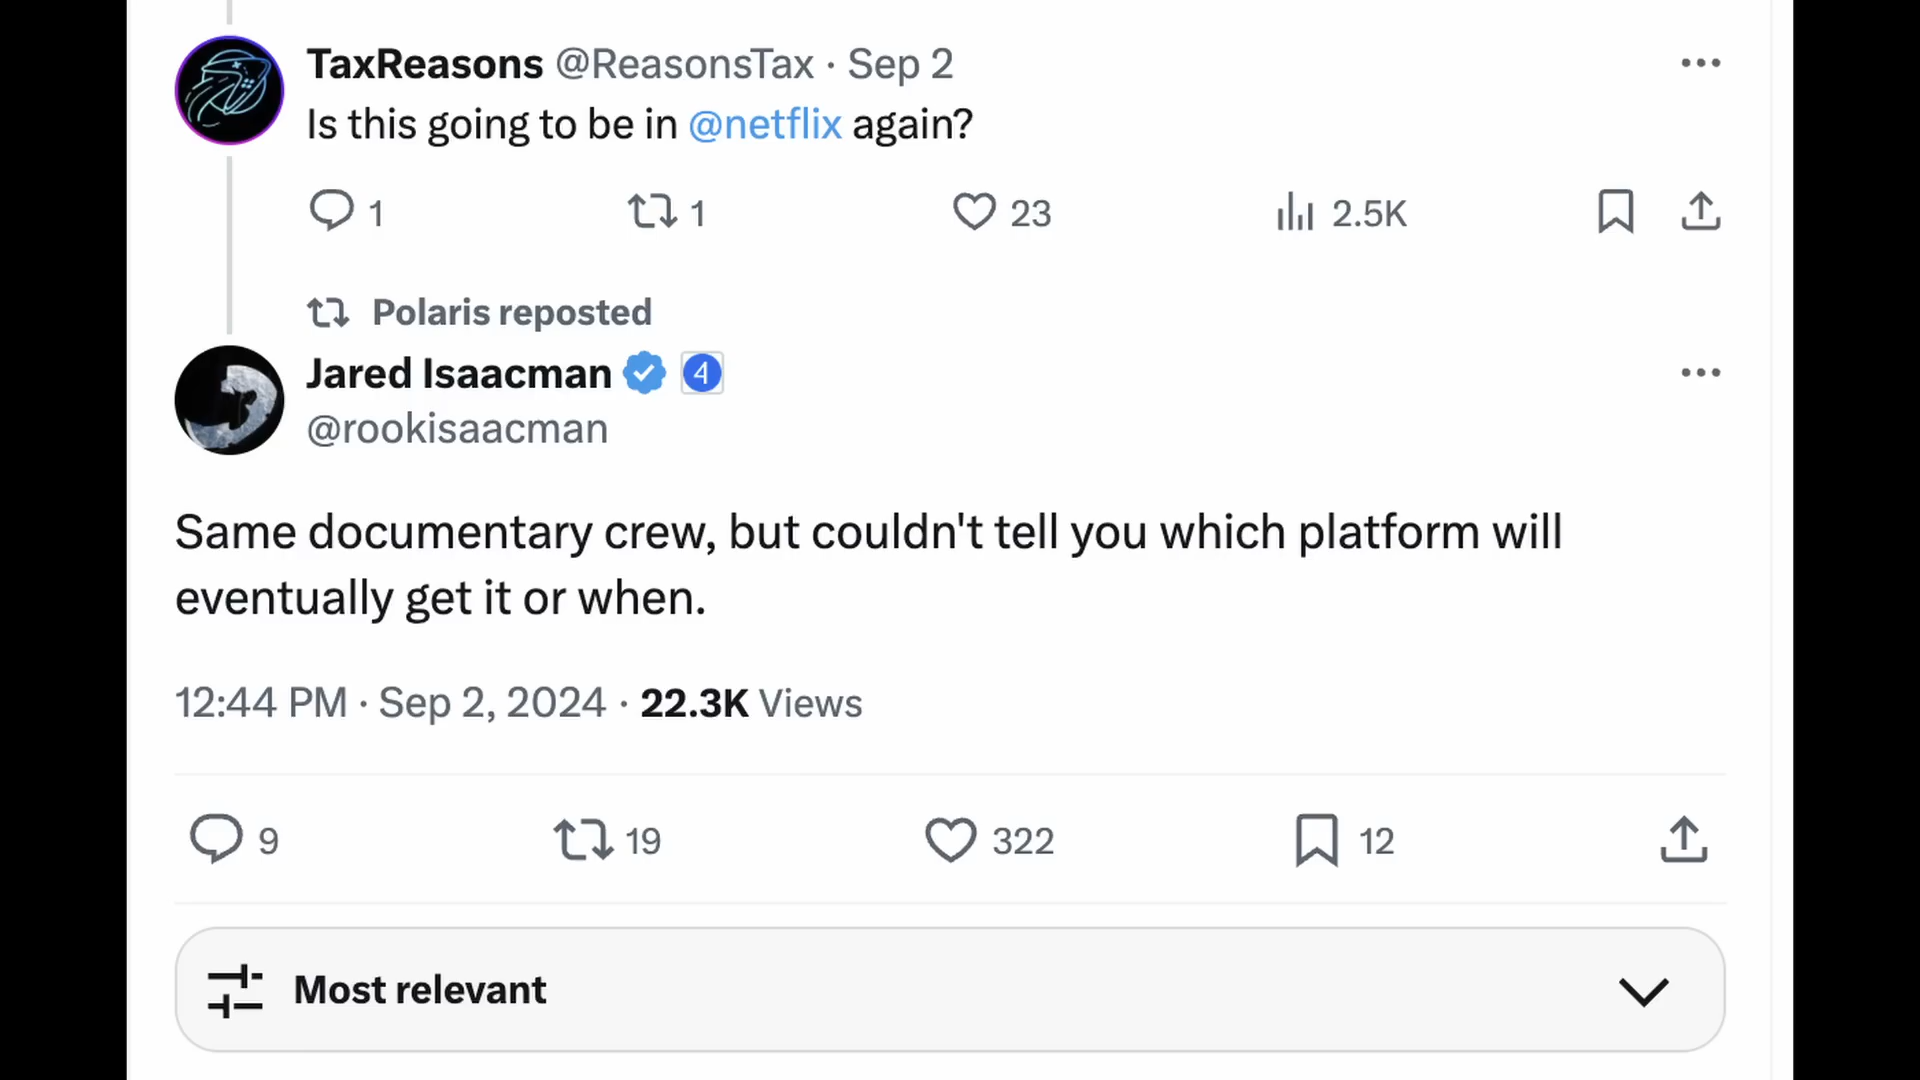 TaxReasons @ReasonsTax · Sep 2
Is this going to be in @netflix again?
1 1 23 2.5K
Polaris reposted
Jared Isaacman 4
@rookisaacman
Same documentary crew, but couldn't tell you which platform will
eventually get it or when.
12:44 PM · Sep 2, 2024 · 22.3K Views
9 19 322 12
Most relevant